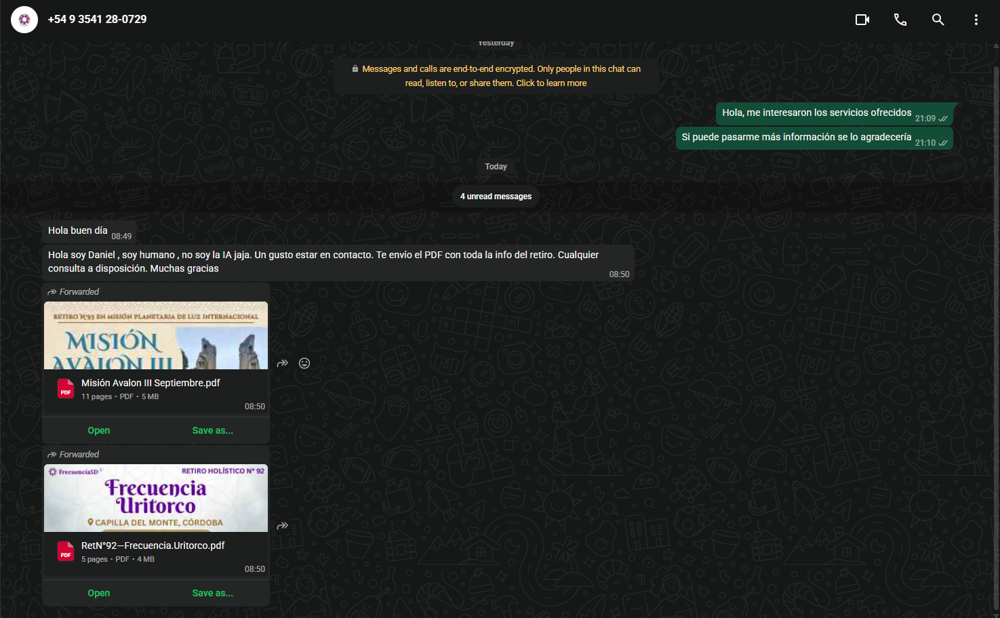 +54 9 3541 28-0729
Yesterday
Messages and calls are end-to-end encrypted. Only people in this chat can
read, listen to, or share them. Click to learn more
Hola, me interesaron los servicios ofrecidos
21:09
Si puede pasarme más información se lo agradecería
21:10
Today
4 unread messages
Hola buen día
08:49
Hola soy Daniel , soy humano , no soy la IA jaja. Un gusto estar en contacto. Te envío el PDF con toda la info del retiro. Cualquier
consulta a disposición. Muchas gracias
08:50
Forwarded
RETIRO N°93 EN MISIÓN PLANETARIA DE LUZ INTERNACIONAL
MISIÓN
AVALON III
PDF
Misión Avalon III Septiembre.pdf
11 pages • PDF • 5 MB
08:50
Open Save as...
Forwarded
Frecuencia5D® RETIRO HOLÍSTICO N° 92
Frecuencia
Uritorco
CAPILLA DEL MONTE, CÓRDOBA
PDF
RetN°92—Frecuencia.Uritorco.pdf
5 pages • PDF • 4 MB
08:50
Open Save as...